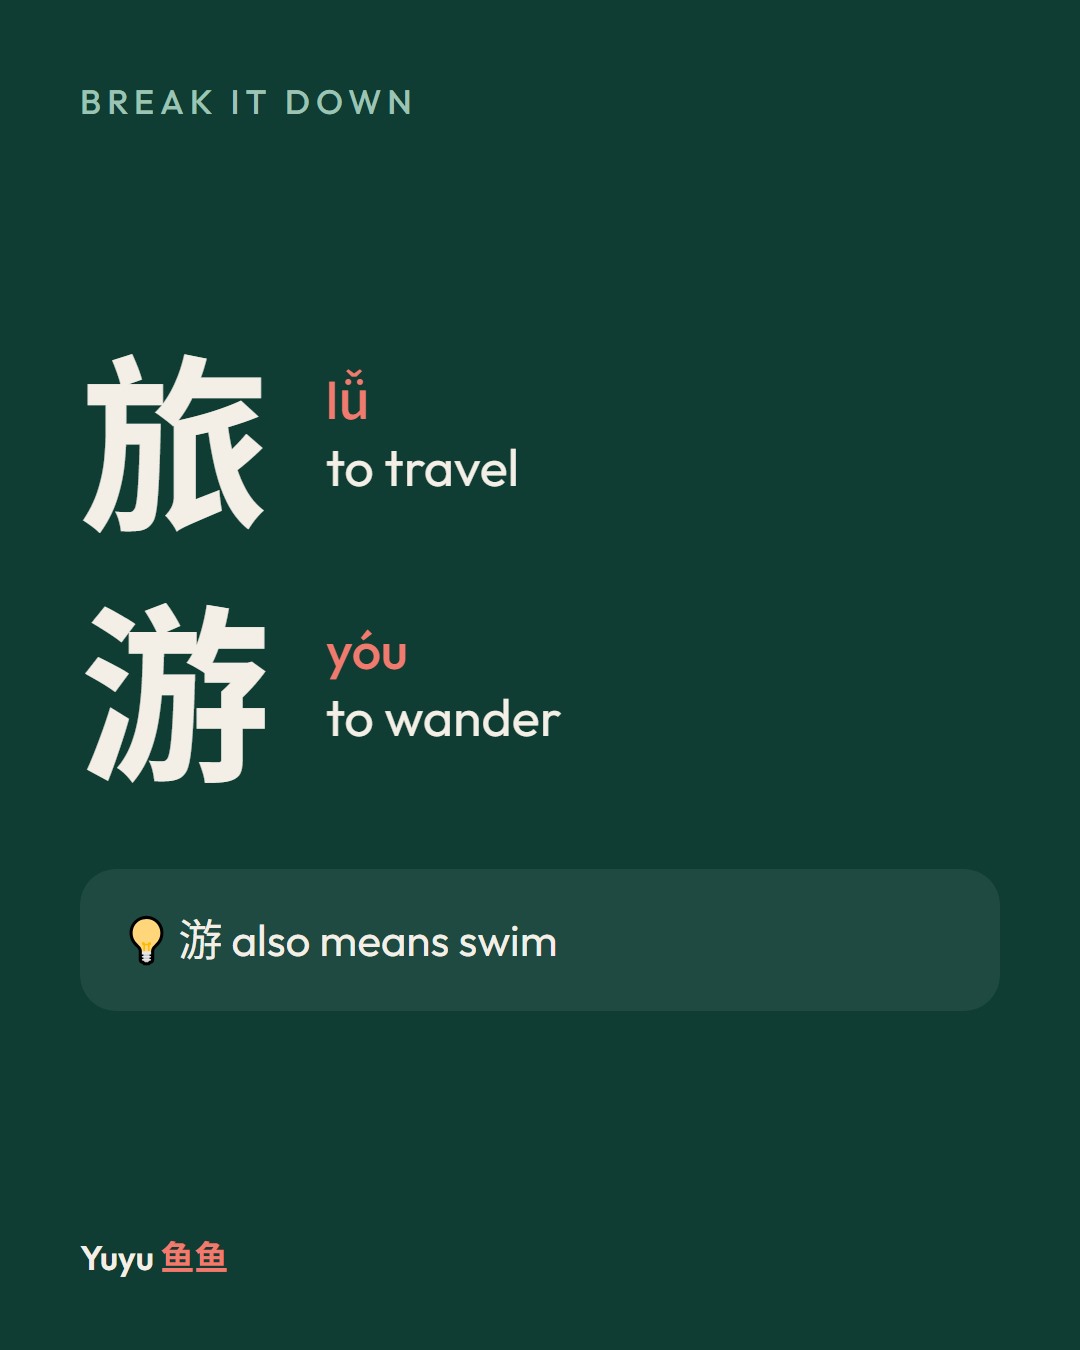 BREAK IT DOWN
旅
lǚ
to travel
游
yóu
to wander
💡 游 also means swim
Yuyu 鱼鱼